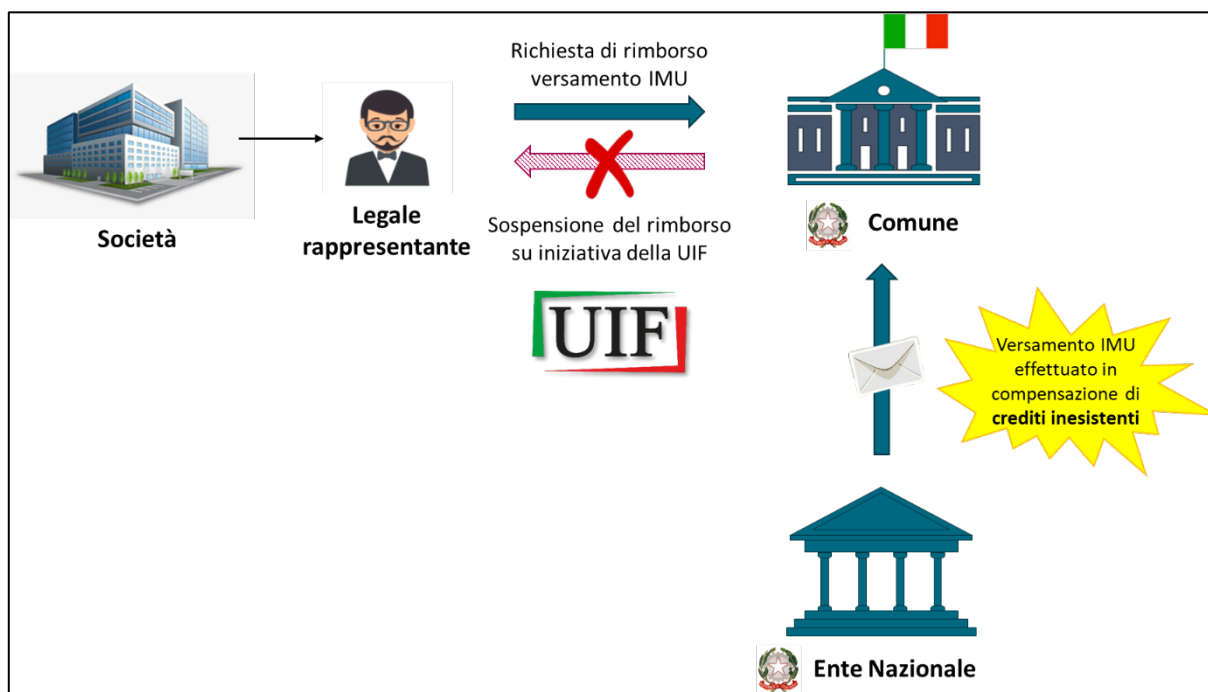 Richiesta di rimborso
versamento IMU
Società
Legale
rappresentante
Sospensione del rimborso
su iniziativa della UIF
UIF
Comune
Versamento IMU
effettuato in
compensazione di
crediti inesistenti
Ente Nazionale